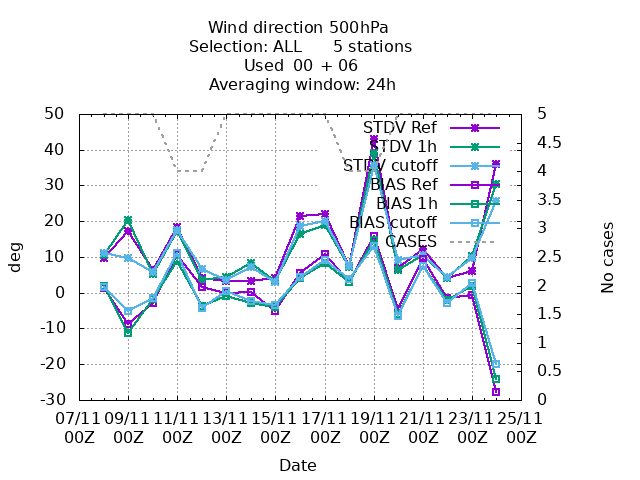 Wind direction 500hPa
Selection: ALL 5 stations
Used 00 + 06
Averaging window: 24h
50
40
30
20
10
0
-10
-20
-30
deg
5
4.5
4
3.5
3
2.5
2
1.5
1
0.5
0
No cases
STDV Ref
STDV 1h
STDV cutoff
BIAS Ref
BIAS 1h
BIAS cutoff
CASES
07/11 09/11 11/11 13/11 15/11 17/11 19/11 21/11 23/11 25/11
00Z 00Z 00Z 00Z 00Z 00Z 00Z 00Z 00Z 00Z
Date